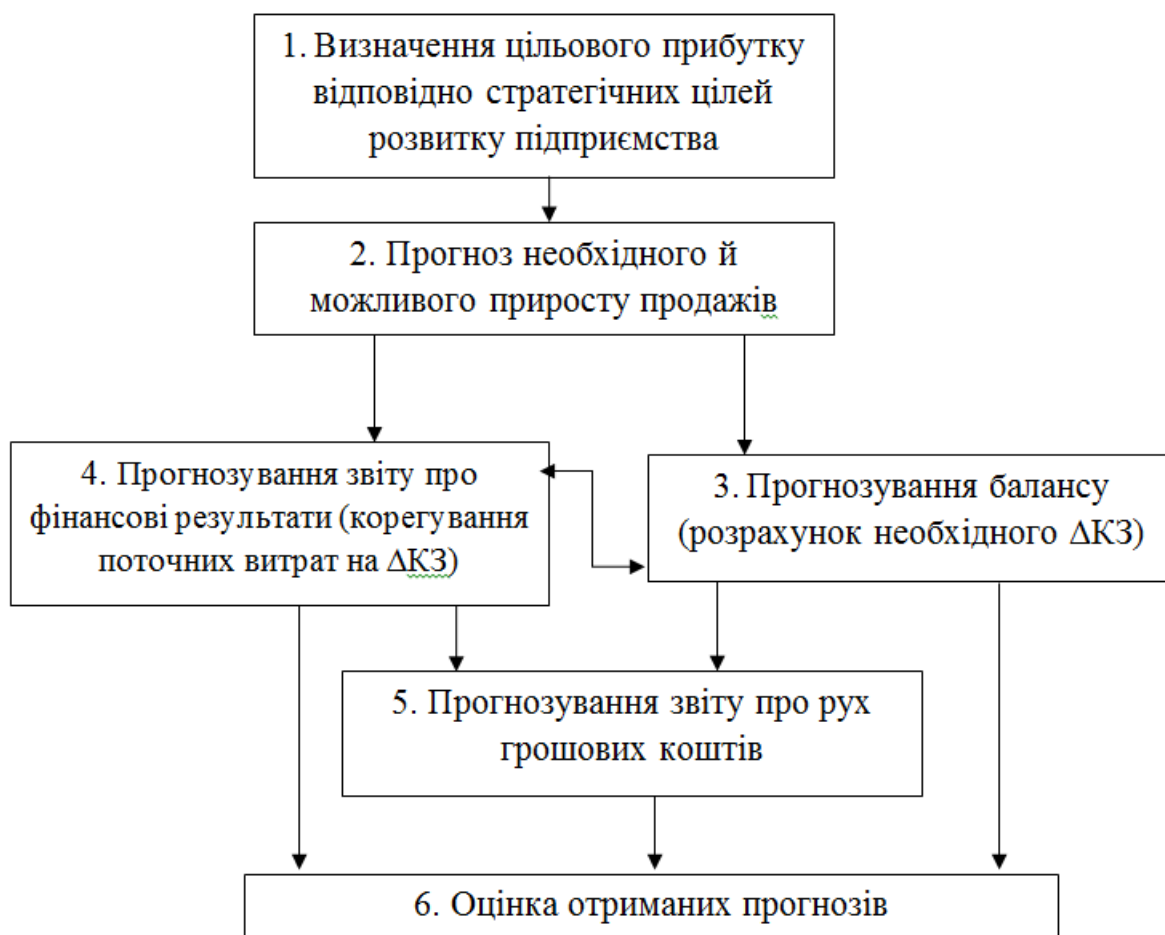 1. Визначення цільового прибутку
відповідно стратегічних цілей
розвитку підприємства
2. Прогноз необхідного й
можливого приросту продажів
4. Прогнозування звіту про
фінансові результати (корегування
поточних витрат на ΔКЗ)
3. Прогнозування балансу
(розрахунок необхідного ΔКЗ)
5. Прогнозування звіту про рух
грошових коштів
6. Оцінка отриманих прогнозів